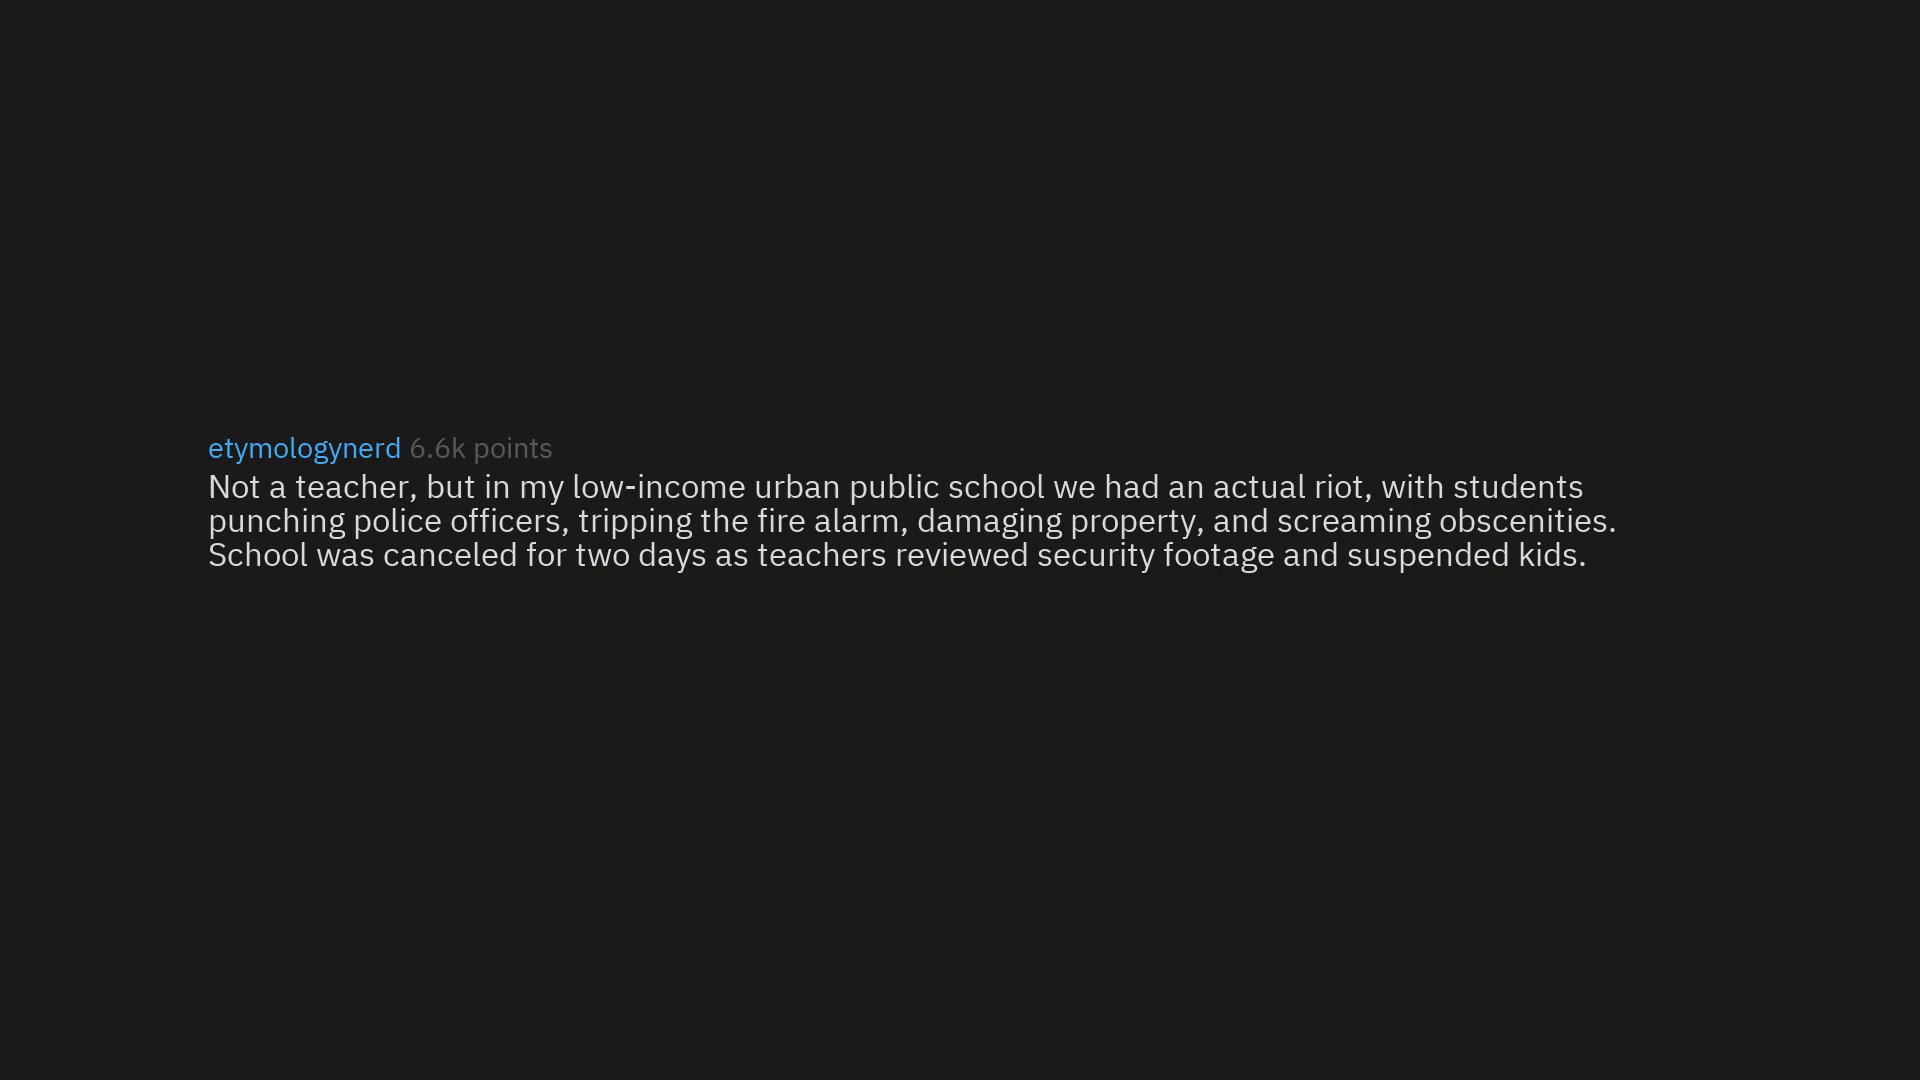 etymologynerd 6.6k points
Not a teacher, but in my low-income urban public school we had an actual riot, with students
punching police officers, tripping the fire alarm, damaging property, and screaming obscenities.
School was canceled for two days as teachers reviewed security footage and suspended kids.